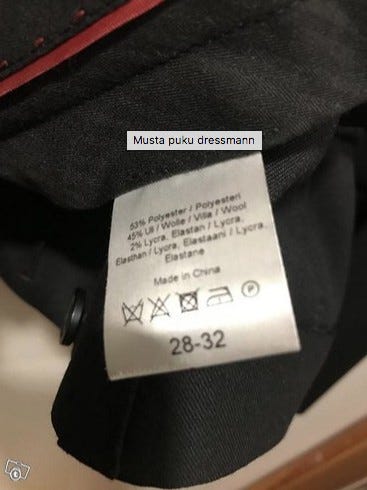 Musta puku dressmann
53% Polyester / Polyesteri
45% Ull / Wolle / Villa / Wool
2% Lycra, Elastan / Lycra,
Elasthan / Lycra, Elastaani / Lycra,
Elastane
Made in China
P
28-32